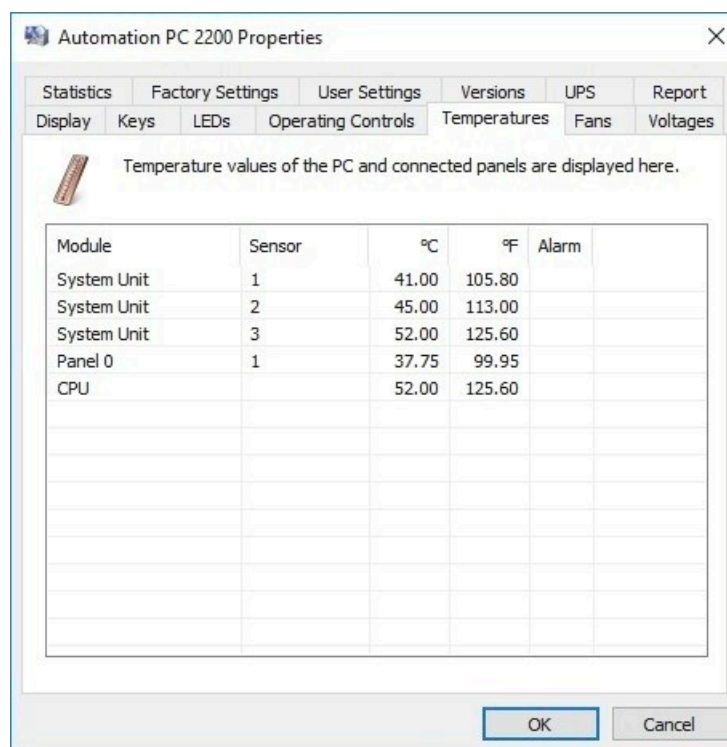 Automation PC 2200 Properties
Statistics Factory Settings User Settings Versions UPS Report
Display Keys LEDs Operating Controls Temperatures Fans Voltages
Temperature values of the PC and connected panels are displayed here.
Module Sensor °C °F Alarm
System Unit 1 41.00 105.80
System Unit 2 45.00 113.00
System Unit 3 52.00 125.60
Panel 0 1 37.75 99.95
CPU 52.00 125.60
OK Cancel